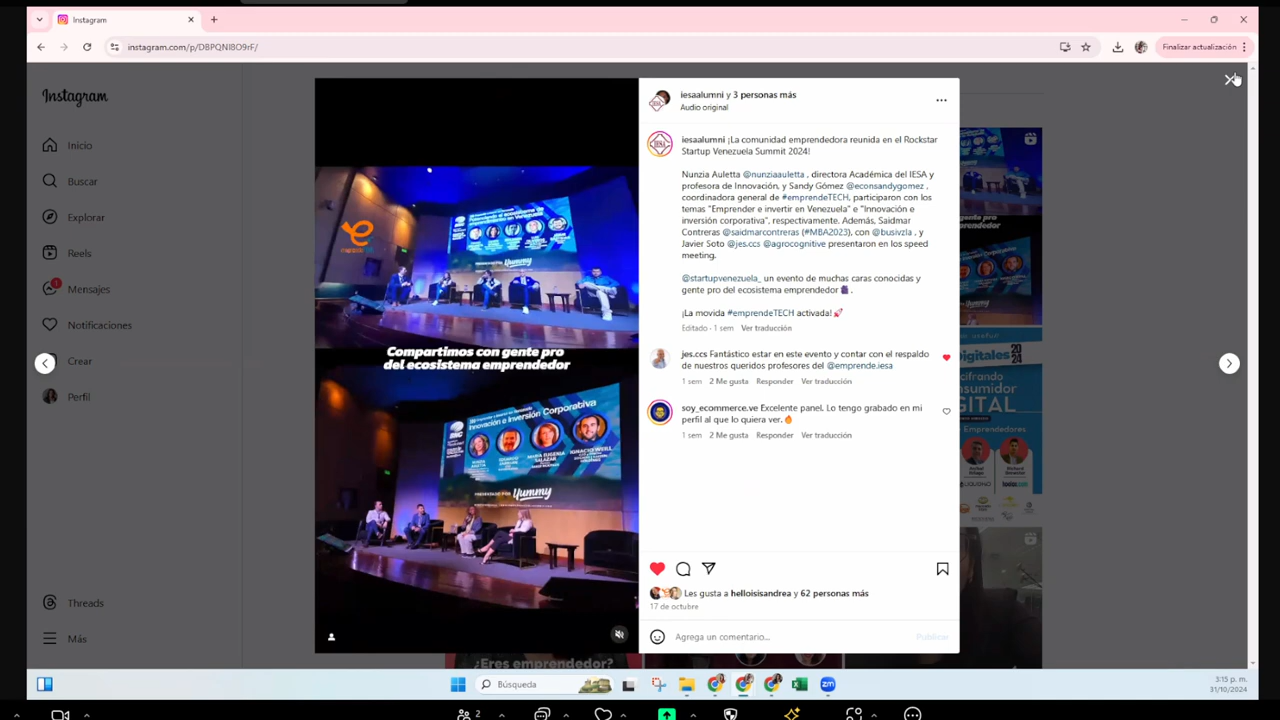 Instagram
instagram.com/p/DBPQNI8O9rF/
Finalizar actualización
Instagram
Inicio
Buscar
Explorar
Reels
Mensajes
Notificaciones
Crear
Perfil
Threads
Más
Compartimos con gente pro
del ecosistema emprendedor
Innovación e Inversión Corporativa
yummy
iesaalumni y 3 personas más
Audio original
iesaalumni ¡La comunidad emprendedora reunida en el Rockstar
Startup Venezuela Summit 2024!
Nunzia Auletta @nunziaauletta , directora Académica del IESA y
profesora de Innovación, y Sandy Gómez @econsandygomez ,
coordinadora general de #emprendeTECH, participaron con los
temas "Emprender e invertir en Venezuela" e "Innovación e
inversión corporativa", respectivamente. Además, Saidmar
Contreras @saidmarcontreras (#MBA2023), con @busivzla , y
Javier Soto @jes.ccs @agrocognitive presentaron en los speed
meeting.
@startupvenezuela_ un evento de muchas caras conocidas y
gente pro del ecosistema emprendedor .
¡La movida #emprendeTECH activada!
Editado · 1 sem Ver traducción
jes.ccs Fantástico estar en este evento y contar con el respaldo
de nuestros queridos profesores del @emprende.iesa
1 sem 2 Me gusta Responder Ver traducción
soy_ecommerce.ve Excelente panel. Lo tengo grabado en mi
perfil al que lo quiera ver.
1 sem 2 Me gusta Responder Ver traducción
Les gusta a helloisisandrea y 62 personas más
17 de octubre
Agrega un comentario...
Publicar
Digitales 2024
¿Eres emprendedor?
Búsqueda
3:15 p. m.
31/10/2024
2